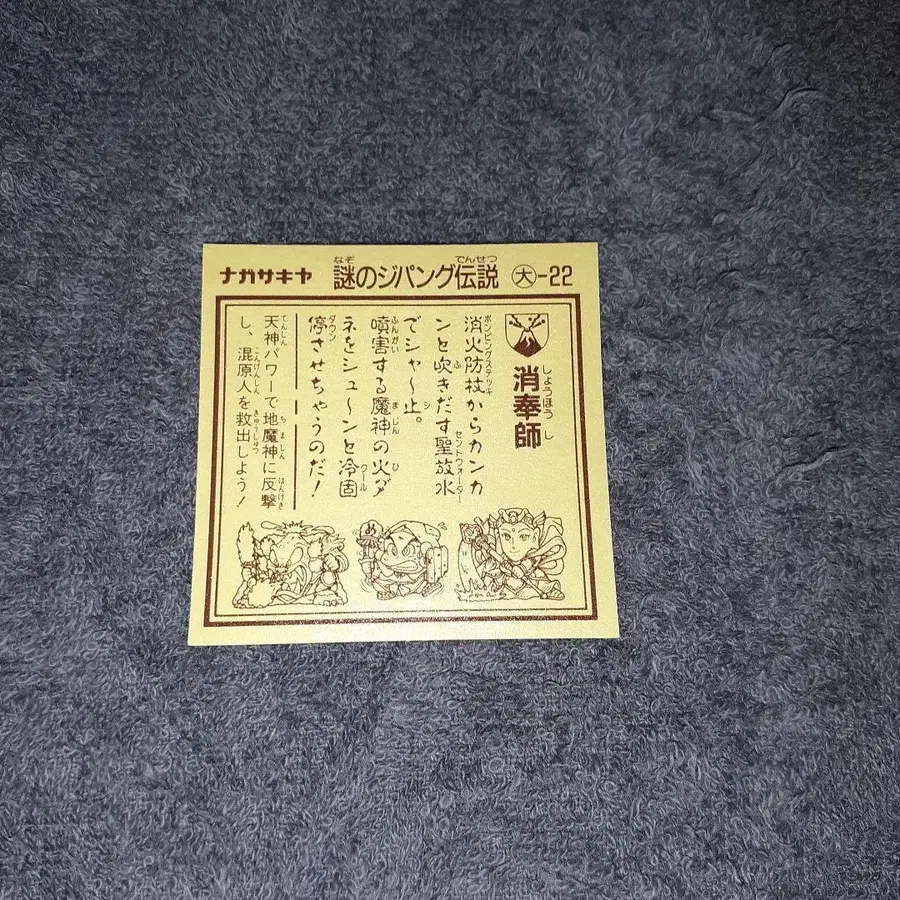 ナガサキヤ 謎のジパング伝説 大-22
なぞ でんせつ
消奉師
しょうほうし
消火防杖からカンカ
ポンピングステッキ
ンと吹きだす聖放水
ふ セントウォーター
でシャ〜止。
シ
噴害する魔神の火ダ
ふんがい まじん ひ
ネをシュ〜ンと冷固
クール
停させちゃうのだ!
ダウン
天神パワーで地魔神に反撃
てんしん ちましん はんげき
し、混原人を救出しよう!
こんげんじん きゅうしゅつ